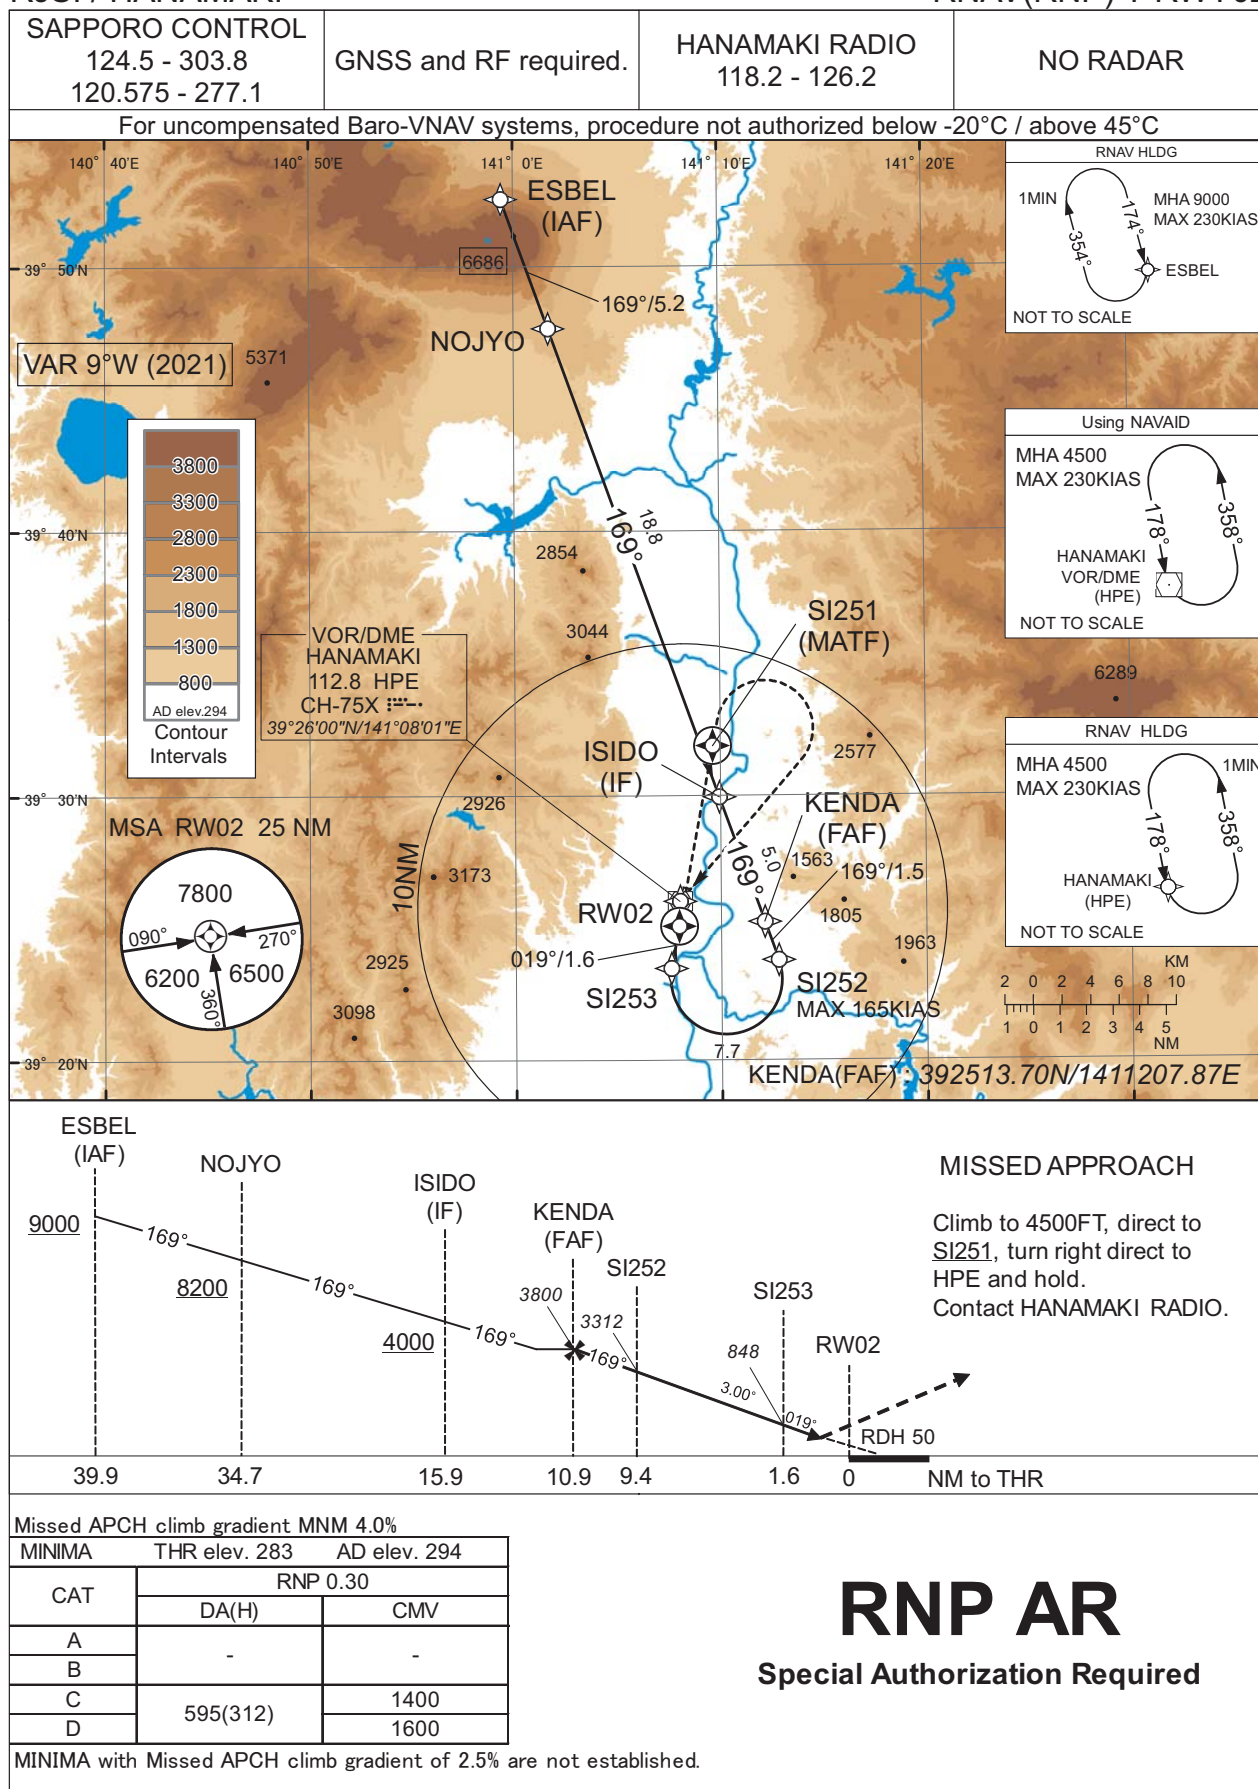 SAPPORO CONTROL
124.5 - 303.8
120.575 - 277.1
GNSS and RF required.
HANAMAKI RADIO
118.2 - 126.2
NO RADAR
For uncompensated Baro-VNAV systems, procedure not authorized below -20°C / above 45°C
140° 40'E
140° 50'E
141° 0'E
141° 10'E
141° 20'E
ESBEL
(IAF)
6686
39° 50'N
169°/5.2
NOJYO
VAR 9°W (2021)
5371
RNAV HLDG
1MIN
MHA 9000
MAX 230KIAS
174°
354°
ESBEL
NOT TO SCALE
3800
3300
2800
2300
1800
1300
800
AD elev.294
Contour
Intervals
39° 40'N
18.8
169°
2854
3044
Using NAVAID
MHA 4500
MAX 230KIAS
178°
358°
HANAMAKI
VOR/DME
(HPE)
NOT TO SCALE
VOR/DME
HANAMAKI
112.8 HPE
CH-75X
39°26'00"N/141°08'01"E
SI251
(MATF)
6289
2577
ISIDO
(IF)
39° 30'N
2926
KENDA
(FAF)
RNAV HLDG
MHA 4500
MAX 230KIAS
1MIN
178°
358°
HANAMAKI
(HPE)
NOT TO SCALE
MSA RW02 25 NM
7800
090°
270°
6200
6500
360°
10NM
3173
169°
5.0
1563
169°/1.5
1805
RW02
019°/1.6
1963
2925
SI253
SI252
MAX 165KIAS
3098
7.7
KM
2 0 2 4 6 8 10
1 0 1 2 3 4 5
NM
39° 20'N
KENDA(FAF) : 392513.70N/1411207.87E
ESBEL
(IAF)
NOJYO
ISIDO
(IF)
KENDA
(FAF)
SI252
SI253
RW02
9000
169°
8200
169°
4000
169°
3800
3312
169°
848
3.00°
019°
RDH 50
MISSED APPROACH
Climb to 4500FT, direct to
SI251, turn right direct to
HPE and hold.
Contact HANAMAKI RADIO.
39.9 34.7 15.9 10.9 9.4 1.6 0 NM to THR
Missed APCH climb gradient MNM 4.0%
MINIMA THR elev. 283 AD elev. 294
CAT
RNP 0.30
DA(H) CMV
A
B
- -
C
D
595(312)
1400
1600
MINIMA with Missed APCH climb gradient of 2.5% are not established.
RNP AR
Special Authorization Required